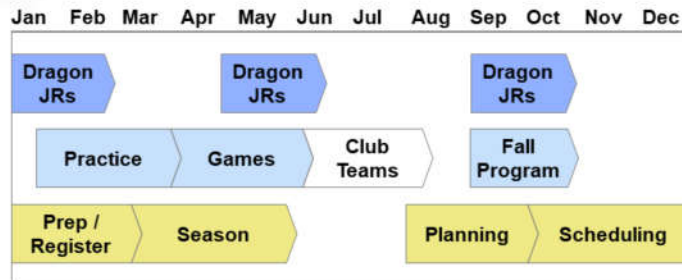 Jan Feb Mar Apr May Jun Jul Aug Sep Oct Nov Dec
Dragon JRs
Dragon JRs
Dragon JRs
Practice
Games
Club Teams
Fall Program
Prep / Register
Season
Planning
Scheduling